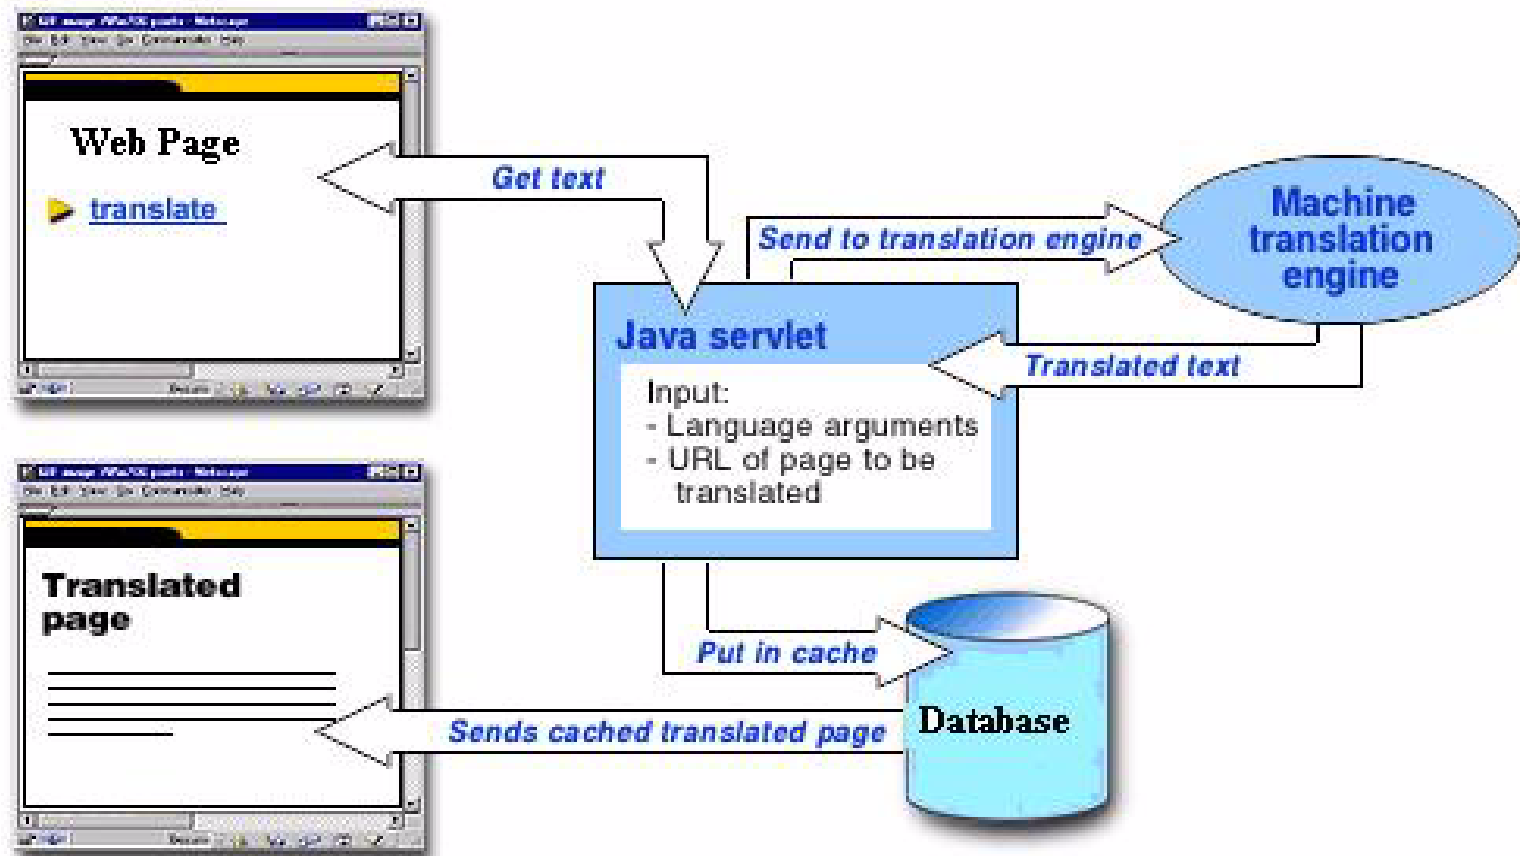 Web Page
translate
Get text
Send to translation engine
Machine
translation
engine
Java servlet
Translated text
Input:
- Language arguments
- URL of page to be
translated
Translated
page
Put in cache
Sends cached translated page
Database